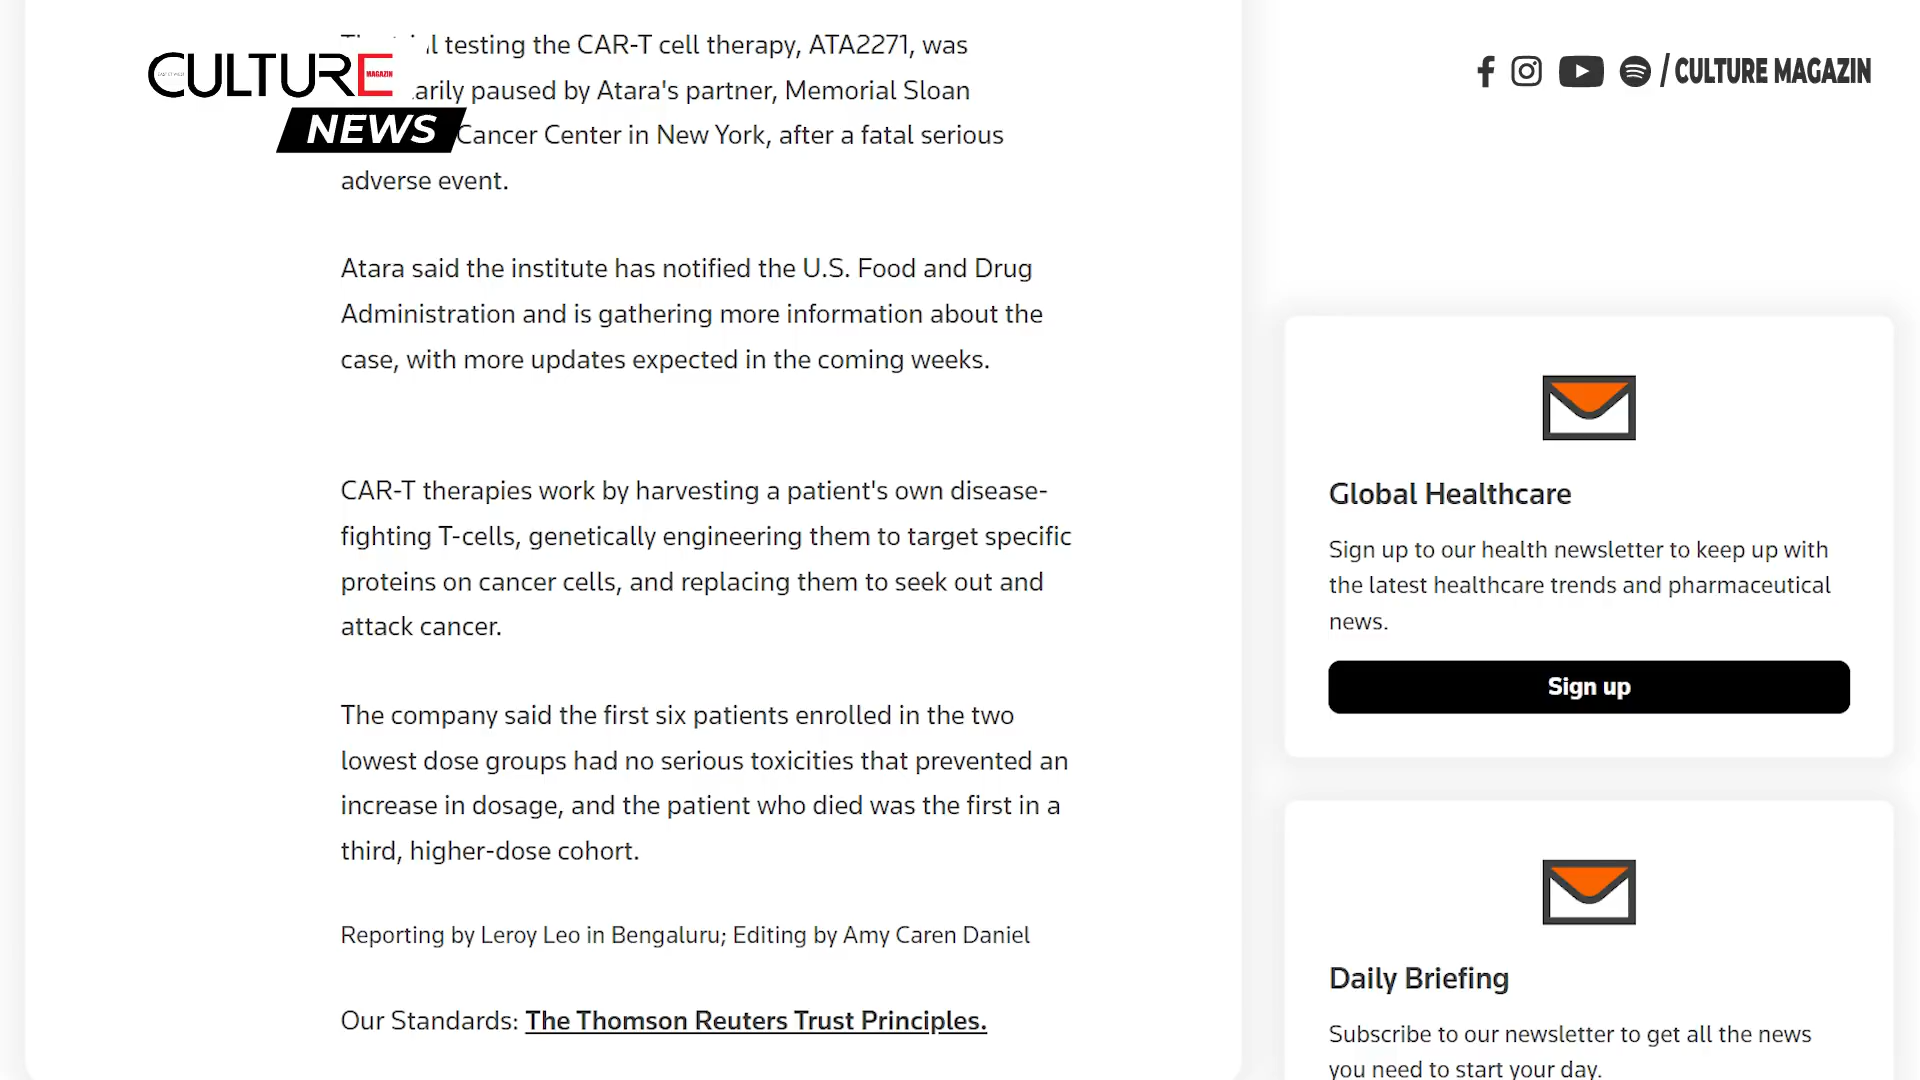 CULTURE
MAGAZIN
NEWS
/ CULTURE MAGAZIN
testing the CAR-T cell therapy, ATA2271, was
paused by Atara's partner, Memorial Sloan
Cancer Center in New York, after a fatal serious
adverse event.
Atara said the institute has notified the U.S. Food and Drug
Administration and is gathering more information about the
case, with more updates expected in the coming weeks.
CAR-T therapies work by harvesting a patient's own disease-
fighting T-cells, genetically engineering them to target specific
proteins on cancer cells, and replacing them to seek out and
attack cancer.
The company said the first six patients enrolled in the two
lowest dose groups had no serious toxicities that prevented an
increase in dosage, and the patient who died was the first in a
third, higher-dose cohort.
Reporting by Leroy Leo in Bengaluru; Editing by Amy Caren Daniel
Our Standards: The Thomson Reuters Trust Principles.
Global Healthcare
Sign up to our health newsletter to keep up with
the latest healthcare trends and pharmaceutical
news.
Sign up
Daily Briefing
Subscribe to our newsletter to get all the news
you need to start your day.